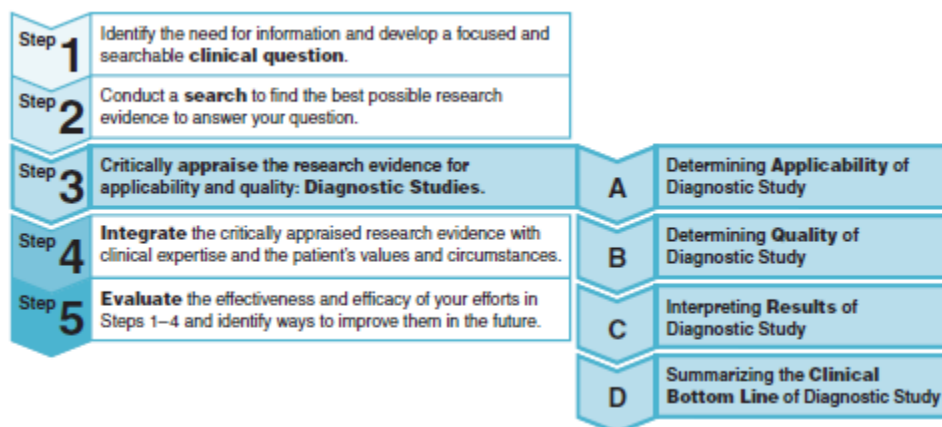 Step 1
Identify the need for information and develop a focused and
searchable clinical question.
Step 2
Conduct a search to find the best possible research
evidence to answer your question.
Step 3
Critically appraise the research evidence for
applicability and quality: Diagnostic Studies.
A
Determining Applicability of
Diagnostic Study
Step 4
Integrate the critically appraised research evidence with
clinical expertise and the patient's values and circumstances.
B
Determining Quality of
Diagnostic Study
Step 5
Evaluate the effectiveness and efficacy of your efforts in
Steps 1–4 and identify ways to improve them in the future.
C
Interpreting Results of
Diagnostic Study
D
Summarizing the Clinical
Bottom Line of Diagnostic Study